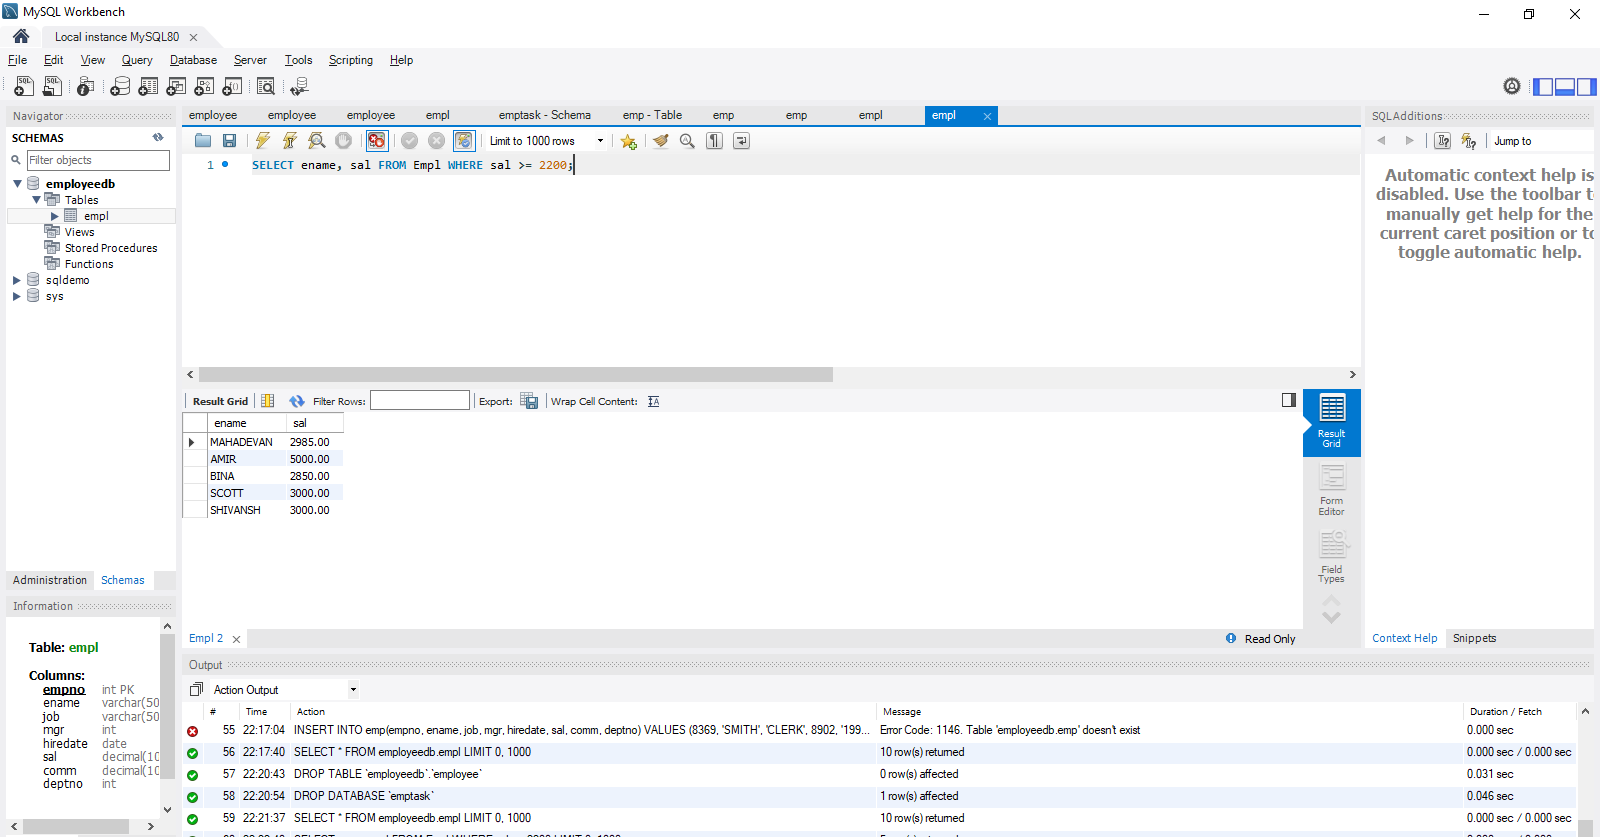 MySQL Workbench
Local instance MySQL80
File Edit View Query Database Server Tools Scripting Help
Navigator
SCHEMAS
Filter objects
employeedb
Tables
empl
Views
Stored Procedures
Functions
sqldemo
sys
Administration Schemas
Information
Table: empl
Columns:
empno int PK
ename varchar(50
job varchar(50
mgr int
hiredate date
sal decimal(10
comm decimal(10
deptno int
employee employee employee empl emptask - Schema emp - Table emp emp empl empl
Limit to 1000 rows
1 SELECT ename, sal FROM Empl WHERE sal >= 2200;
Result Grid Filter Rows: Export: Wrap Cell Content:
ename sal
MAHADEVAN 2985.00
AMIR 5000.00
BINA 2850.00
SCOTT 3000.00
SHIVANSH 3000.00
Result Grid
Form Editor
Field Types
Empl 2
Read Only
SQLAdditions
Jump to
Automatic context help is
disabled. Use the toolbar t
manually get help for the
current caret position or to
toggle automatic help.
Context Help Snippets
Output
Action Output
# Time Action Message Duration / Fetch
55 22:17:04 INSERT INTO emp(empno, ename, job, mgr, hiredate, sal, comm, deptno) VALUES (8369, 'SMITH', 'CLERK', 8902, '199... Error Code: 1146. Table 'employeedb.emp' doesn't exist 0.000 sec
56 22:17:40 SELECT * FROM employeedb.empl LIMIT 0, 1000 10 row(s) returned 0.000 sec / 0.000 sec
57 22:20:43 DROP TABLE `employeedb`.`employee` 0 row(s) affected 0.031 sec
58 22:20:54 DROP DATABASE `emptask` 1 row(s) affected 0.046 sec
59 22:21:37 SELECT * FROM employeedb.empl LIMIT 0, 1000 10 row(s) returned 0.000 sec / 0.000 sec